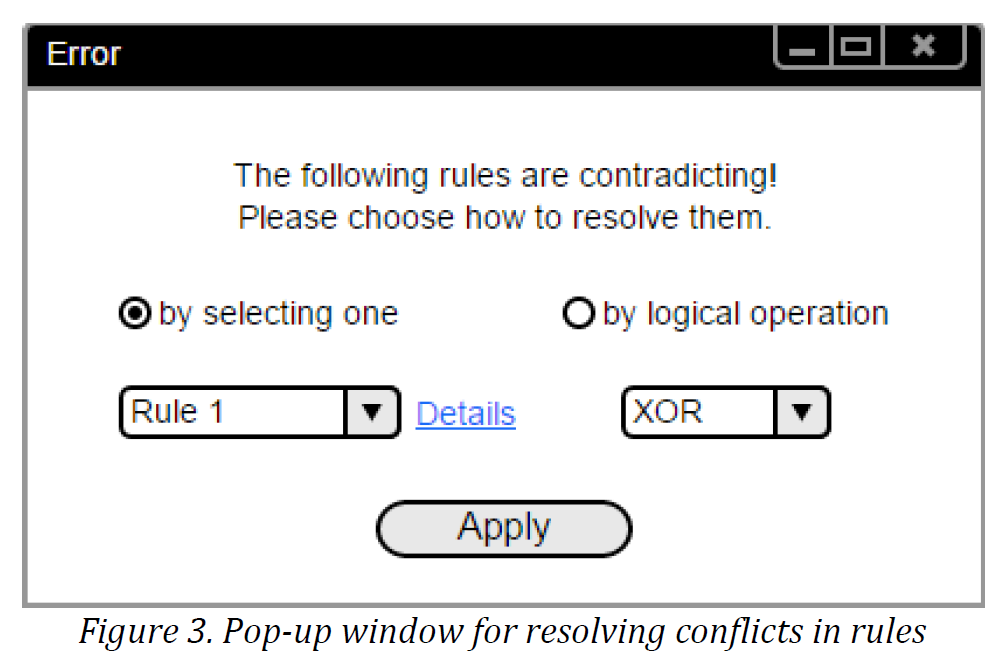 Error
The following rules are contradicting!
Please choose how to resolve them.
by selecting one
by logical operation
Rule 1
Details
XOR
Apply
Figure 3. Pop-up window for resolving conflicts in rules